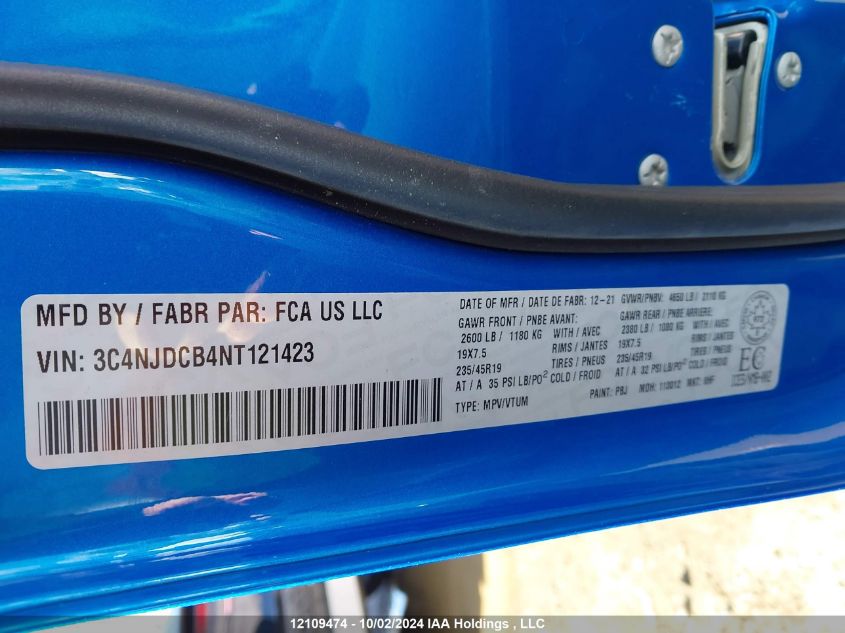 MFD BY / FABR PAR: FCA US LLC
VIN: 3C4NJDCB4NT121423
DATE OF MFR / DATE DE FABR: 12-21 GVWR/PNBV: 4650 LB / 2110 KG
GAWR FRONT / PNBE AVANT: GAWR REAR / PNBE ARRIERE:
2600 LB / 1180 KG WITH / AVEC 2380 LB / 1080 KG WITH / AVEC
19X7.5 RIMS / JANTES 19X7.5 RIMS / JANTES
235/45R19 TIRES / PNEUS 235/45R19 TIRES / PNEUS
AT / A 35 PSI LB/PO² COLD / FROID AT / A 32 PSI LB/PO² COLD / FROID
TYPE: MPV/VTUM PAINT: PBJ MDH: 113012 MAT:
EC
12109474 - 10/02/2024 IAA Holdings , LLC